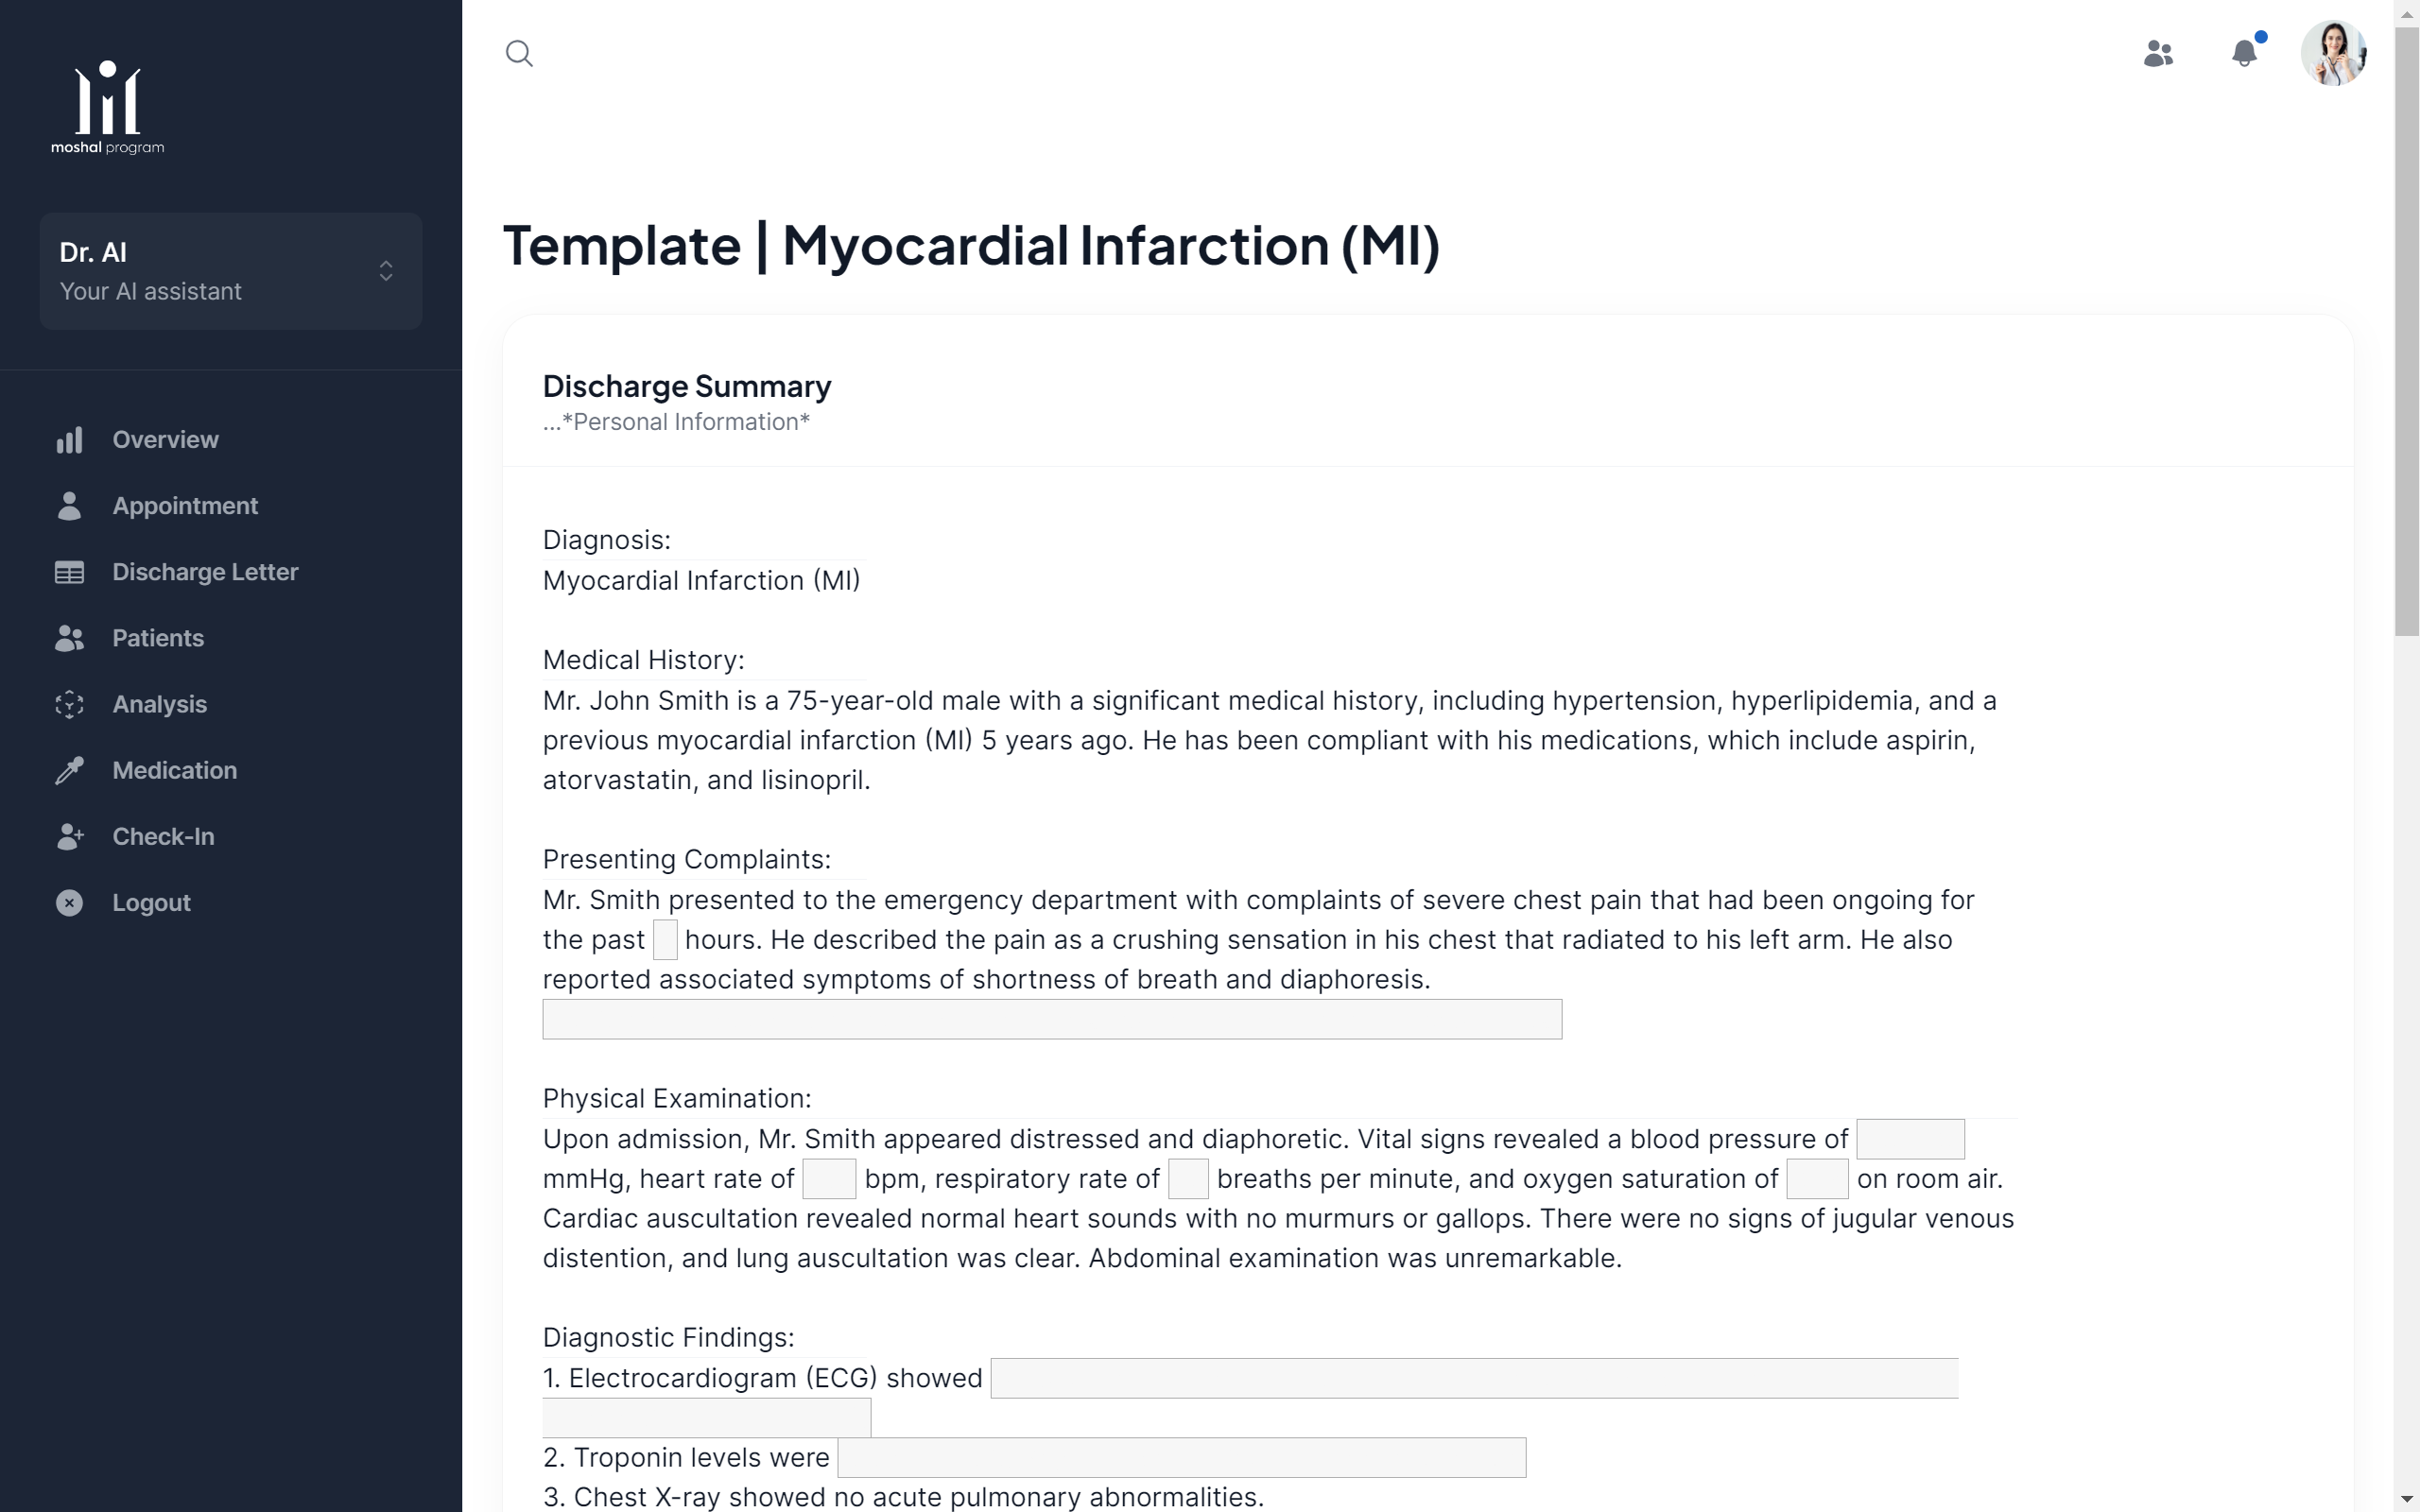 moshal program
Dr. AI
Your AI assistant
Overview
Appointment
Discharge Letter
Patients
Analysis
Medication
Check-In
Logout
Template | Myocardial Infarction (MI)
Discharge Summary
...*Personal Information*
Diagnosis:
Myocardial Infarction (MI)
Medical History:
Mr. John Smith is a 75-year-old male with a significant medical history, including hypertension, hyperlipidemia, and a
previous myocardial infarction (MI) 5 years ago. He has been compliant with his medications, which include aspirin,
atorvastatin, and lisinopril.
Presenting Complaints:
Mr. Smith presented to the emergency department with complaints of severe chest pain that had been ongoing for
the past hours. He described the pain as a crushing sensation in his chest that radiated to his left arm. He also
reported associated symptoms of shortness of breath and diaphoresis.
Physical Examination:
Upon admission, Mr. Smith appeared distressed and diaphoretic. Vital signs revealed a blood pressure of
mmHg, heart rate of bpm, respiratory rate of breaths per minute, and oxygen saturation of on room air.
Cardiac auscultation revealed normal heart sounds with no murmurs or gallops. There were no signs of jugular venous
distention, and lung auscultation was clear. Abdominal examination was unremarkable.
Diagnostic Findings:
1. Electrocardiogram (ECG) showed
2. Troponin levels were
3. Chest X-ray showed no acute pulmonary abnormalities.